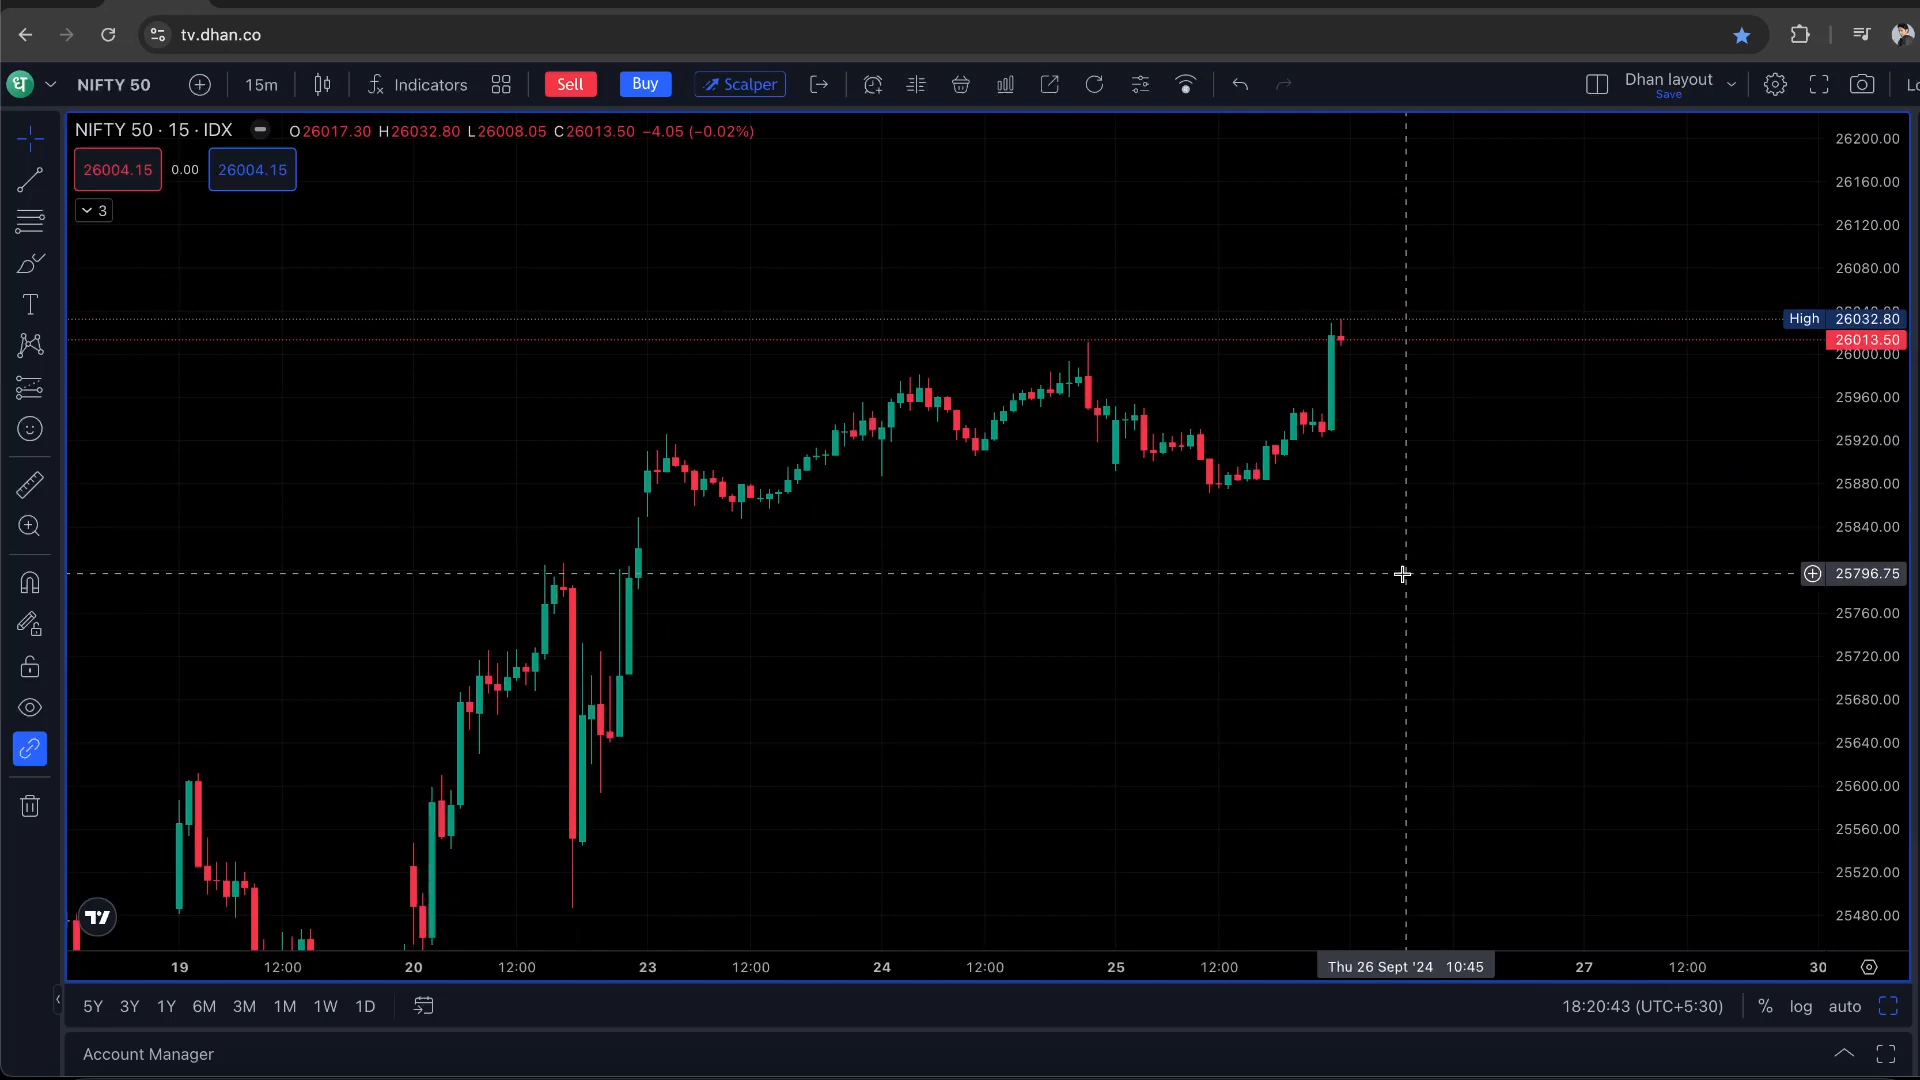 tv.dhan.co
ध NIFTY 50 15m Indicators Sell Buy Scalper Dhan layout
Save
NIFTY 50 · 15 · IDX O26017.30 H26032.80 L26008.05 C26013.50 −4.05 (−0.02%)
26004.15 0.00 26004.15
3
26200.00
26160.00
26120.00
26080.00
High 26032.80
26013.50
26000.00
25960.00
25920.00
25880.00
25840.00
25796.75
25760.00
25720.00
25680.00
25640.00
25600.00
25560.00
25520.00
25480.00
19 12:00 20 12:00 23 12:00 24 12:00 25 12:00 Thu 26 Sept '24 10:45 27 12:00 30
5Y 3Y 1Y 6M 3M 1M 1W 1D 18:20:43 (UTC+5:30) % log auto
Account Manager